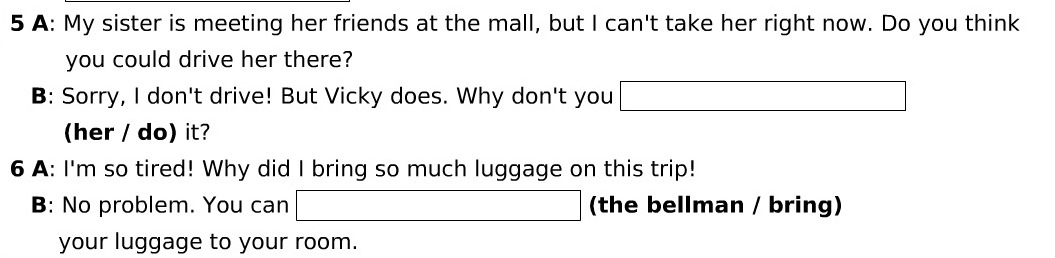 5 A: My sister is meeting her friends at the mall, but I can't take her right now. Do you think
you could drive her there?
B: Sorry, I don't drive! But Vicky does. Why don't you
(her / do) it?
6 A: I'm so tired! Why did I bring so much luggage on this trip!
B: No problem. You can (the bellman / bring)
your luggage to your room.